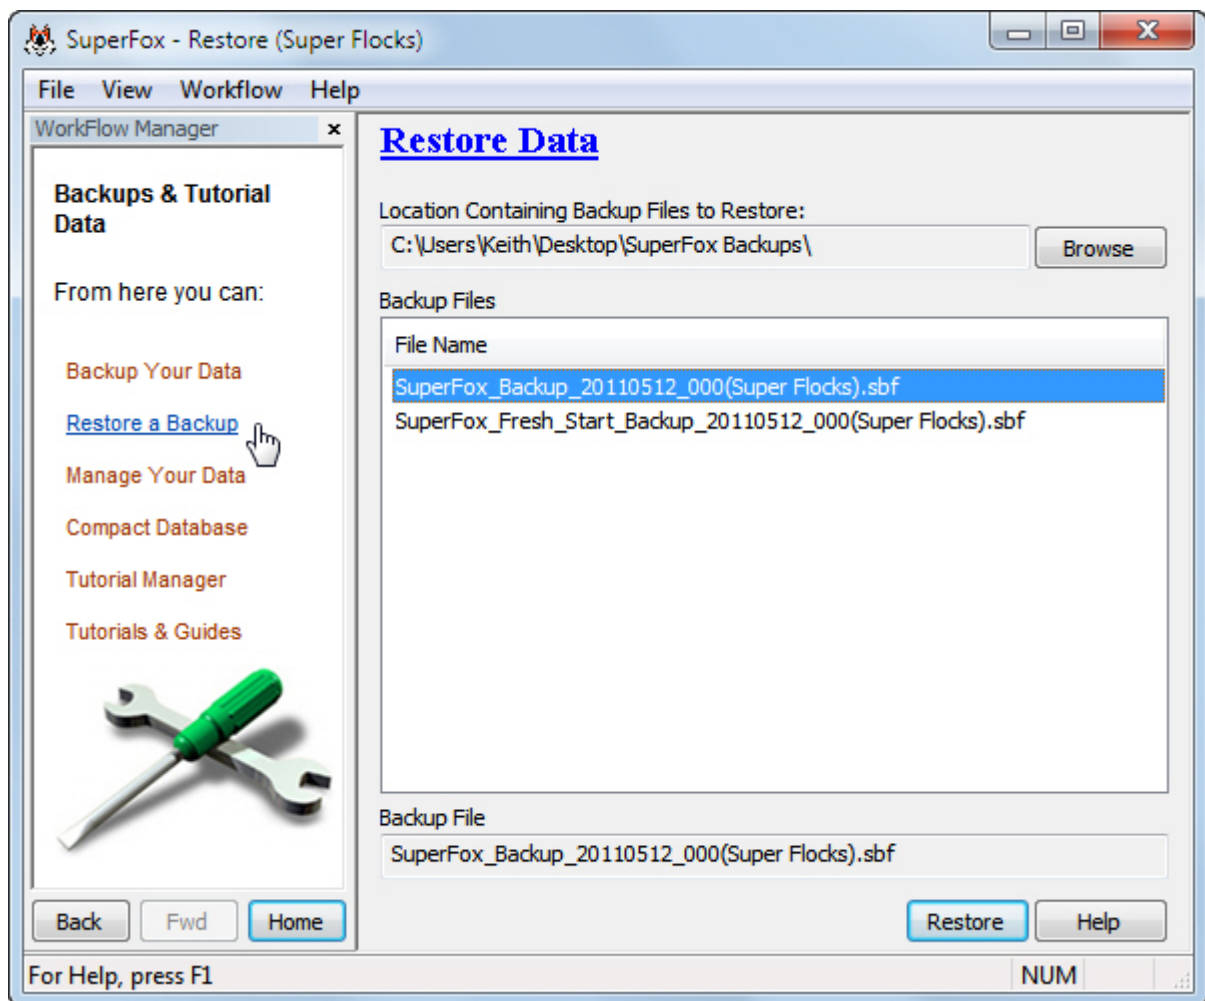 SuperFox - Restore (Super Flocks)
File View Workflow Help
WorkFlow Manager
Backups & Tutorial
Data
From here you can:
Backup Your Data
Restore a Backup
Manage Your Data
Compact Database
Tutorial Manager
Tutorials & Guides
Back Fwd Home
Restore Data
Location Containing Backup Files to Restore:
C:\Users\Keith\Desktop\SuperFox Backups\ Browse
Backup Files
File Name
SuperFox_Backup_20110512_000(Super Flocks).sbf
SuperFox_Fresh_Start_Backup_20110512_000(Super Flocks).sbf
Backup File
SuperFox_Backup_20110512_000(Super Flocks).sbf
Restore Help
For Help, press F1 NUM